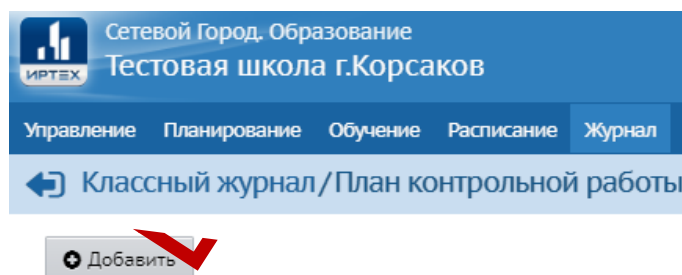 Сетевой Город. Образование
ИРТЕХ Тестовая школа г.Корсаков
Управление Планирование Обучение Расписание Журнал
Классный журнал/План контрольной работы
Добавить